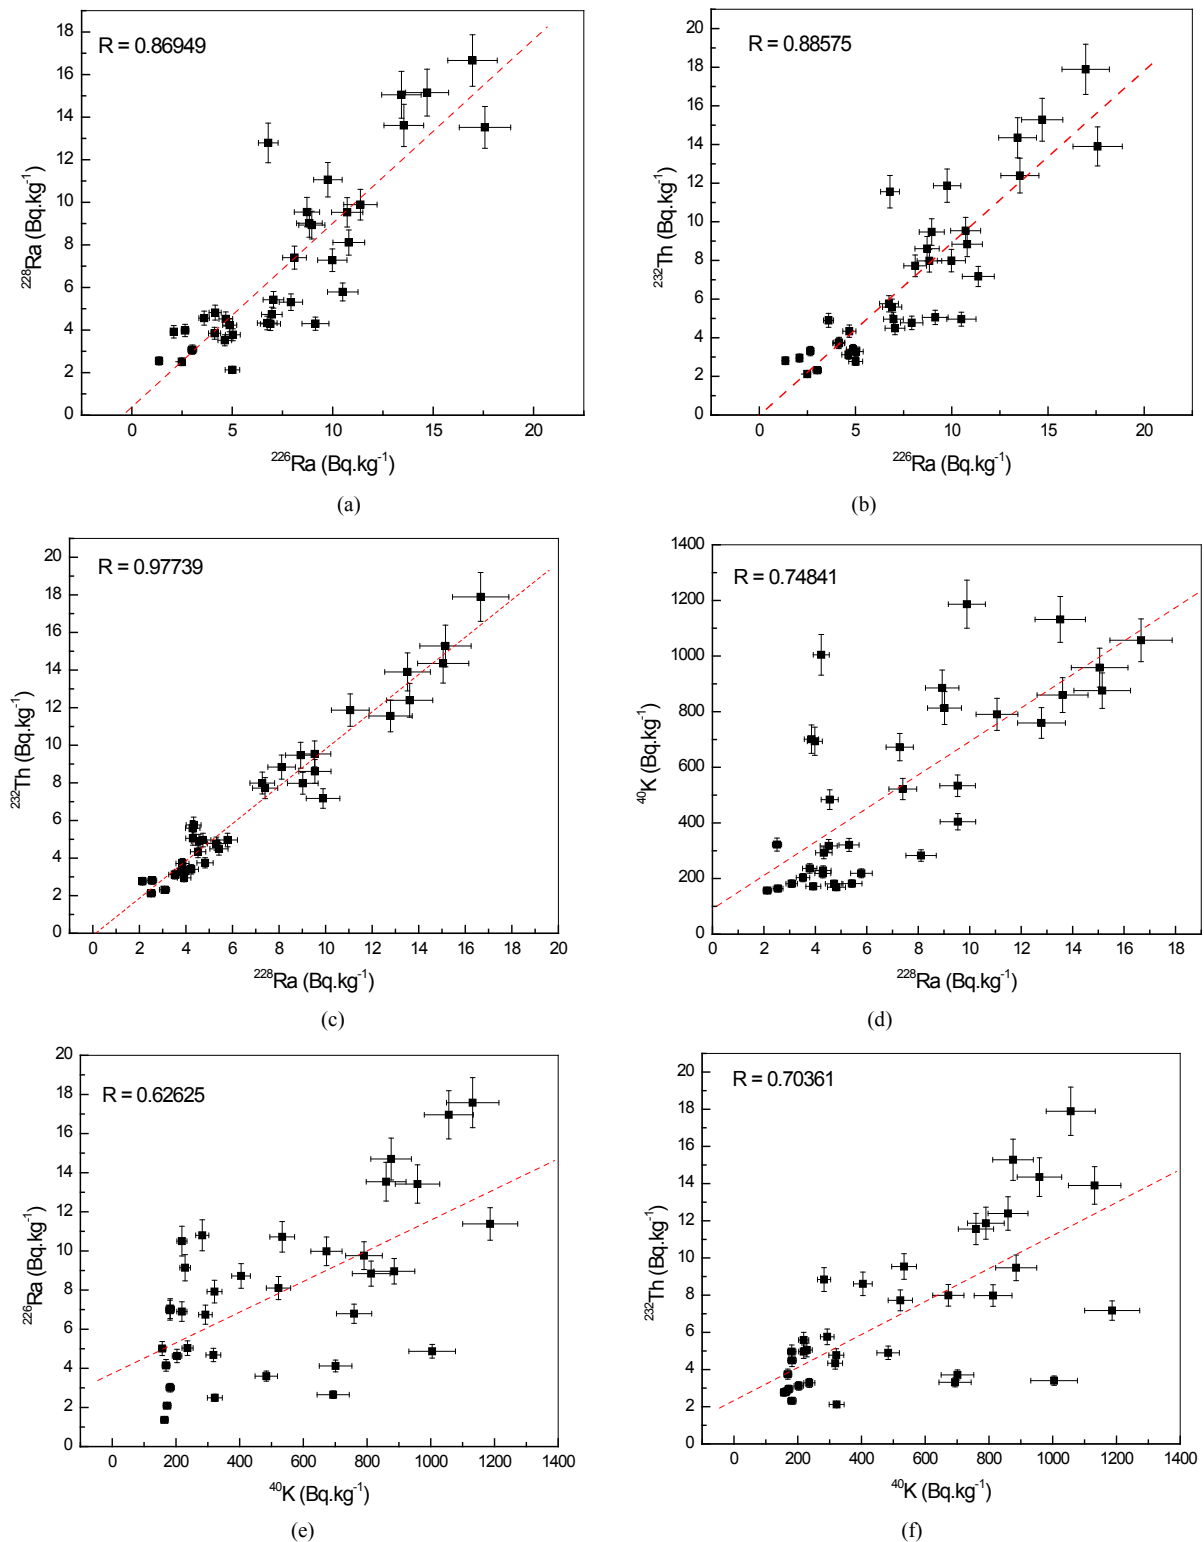 R = 0.86949
18
16
14
12
10
8
6
4
2
0
0 5 10 15 20
²²⁸Ra (Bq.kg⁻¹)
²²⁶Ra (Bq.kg⁻¹)
(a)
R = 0.88575
20
18
16
14
12
10
8
6
4
2
0
0 5 10 15 20
²³²Th (Bq.kg⁻¹)
²²⁶Ra (Bq.kg⁻¹)
(b)
R = 0.97739
20
18
16
14
12
10
8
6
4
2
0
0 2 4 6 8 10 12 14 16 18 20
²³²Th (Bq.kg⁻¹)
²²⁸Ra (Bq.kg⁻¹)
(c)
R = 0.74841
1400
1200
1000
800
600
400
200
0
0 2 4 6 8 10 12 14 16 18
⁴⁰K (Bq.kg⁻¹)
²²⁸Ra (Bq.kg⁻¹)
(d)
R = 0.62625
20
18
16
14
12
10
8
6
4
2
0
0 200 400 600 800 1000 1200 1400
²²⁶Ra (Bq.kg⁻¹)
⁴⁰K (Bq.kg⁻¹)
(e)
R = 0.70361
20
18
16
14
12
10
8
6
4
2
0
0 200 400 600 800 1000 1200 1400
²³²Th (Bq.kg⁻¹)
⁴⁰K (Bq.kg⁻¹)
(f)